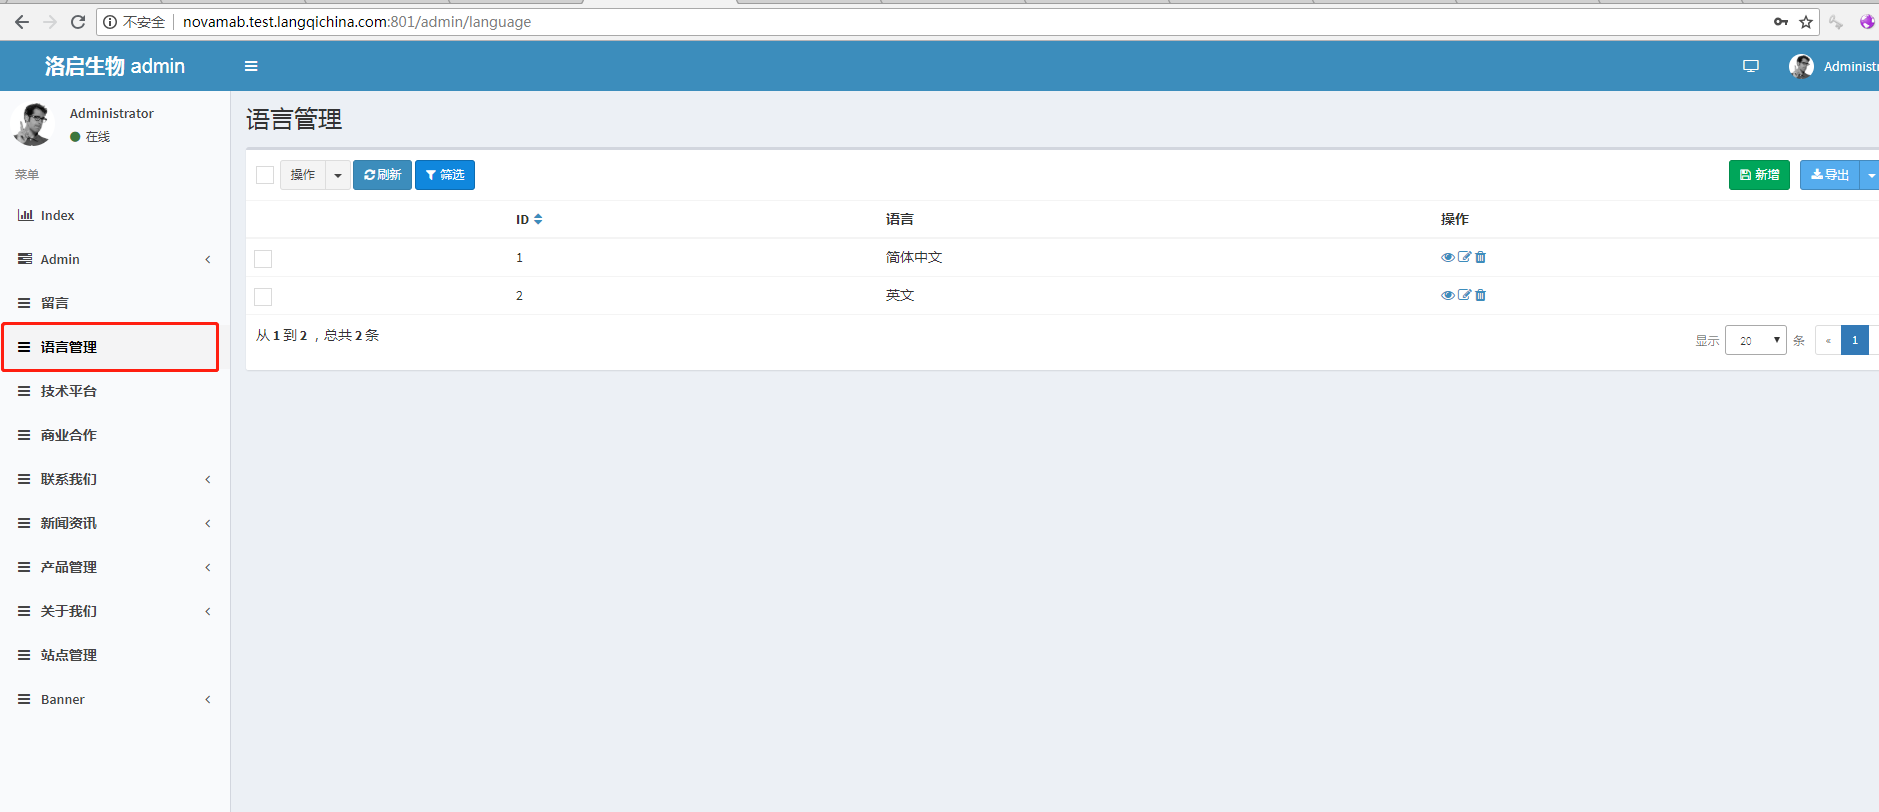 不安全 novamab.test.langqichina.com:801/admin/language
洛启生物 admin
Administ
Administrator
在线
菜单
Index
Admin
留言
语言管理
技术平台
商业合作
联系我们
新闻资讯
产品管理
关于我们
站点管理
Banner
语言管理
操作 刷新 筛选 新增 导出
ID 语言 操作
1 简体中文
2 英文
从 1 到 2 ，总共 2 条
显示 20 条 « 1